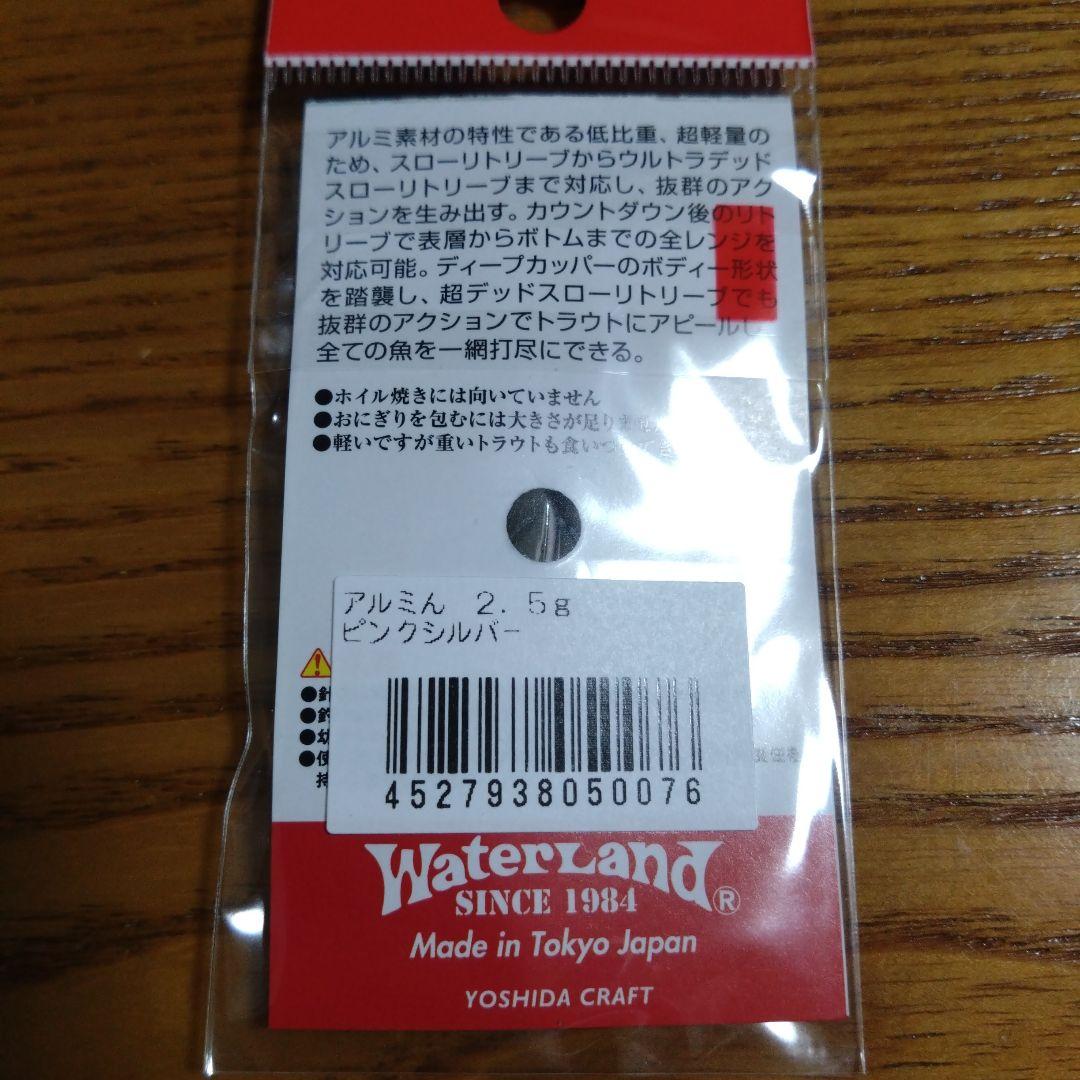 アルミ素材の特性である低比重、超軽量の
ため、スローリトリーブからウルトラデッド
スローリトリーブまで対応し、抜群のアク
ションを生み出す。カウントダウン後のリト
リーブで表層からボトムまでの全レンジを
対応可能。ディープカッパーのボディー形状
を踏襲し、超デッドスローリトリーブでも
抜群のアクションでトラウトにアピールし
全ての魚を一網打尽にできる。
●ホイル焼きには向いていません
●おにぎりを包むには大きさが足り
●軽いですが重いトラウトも食いつ
アルミん 2.5g
ピンクシルバー
4527938050076
WaterLand®
SINCE 1984
Made in Tokyo Japan
YOSHIDA CRAFT